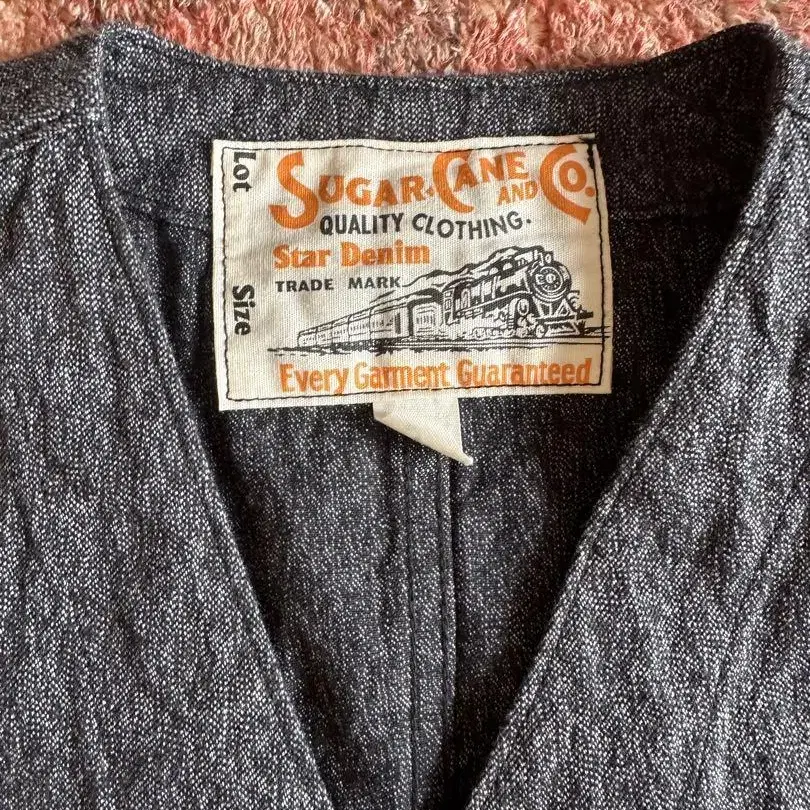 Lot
Size
SUGAR CANE AND CO.
QUALITY CLOTHING.
Star Denim
TRADE MARK
Every Garment Guaranteed